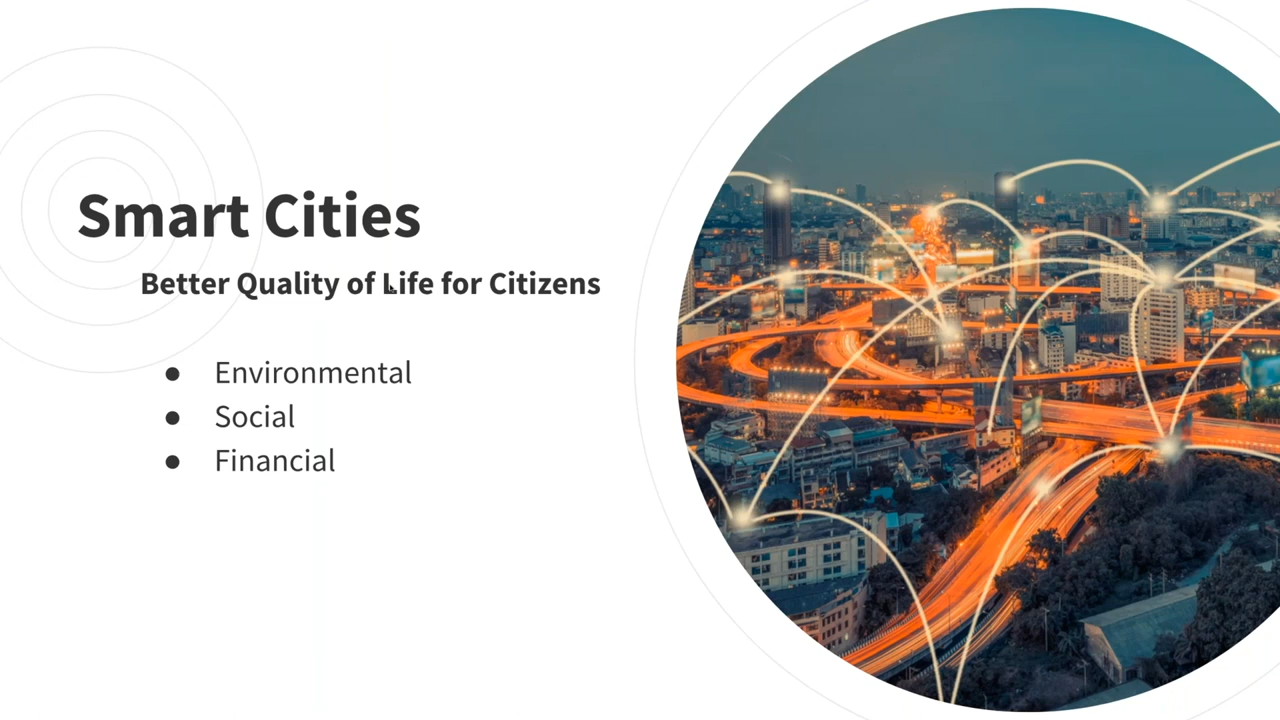 Smart Cities
Better Quality of Life for Citizens
● Environmental
● Social
● Financial